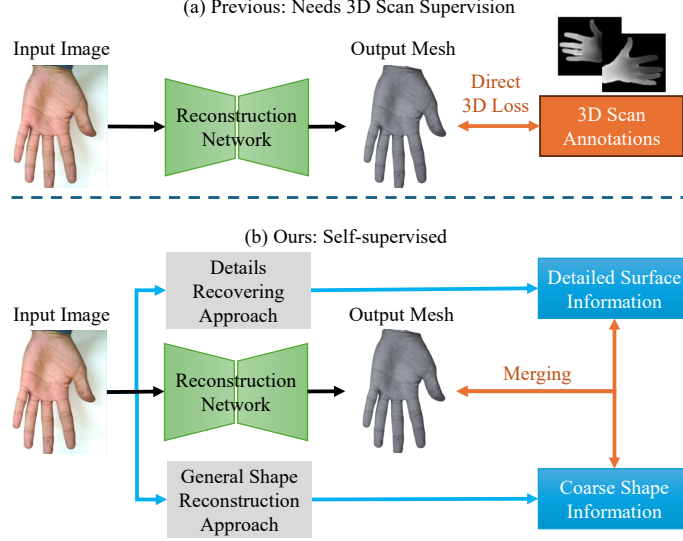 (a) Previous: Needs 3D Scan Supervision
Input Image
Output Mesh
Reconstruction
Network
Direct
3D Loss
3D Scan
Annotations
(b) Ours: Self-supervised
Details
Recovering
Approach
Detailed Surface
Information
Input Image
Output Mesh
Reconstruction
Network
Merging
General Shape
Reconstruction
Approach
Coarse Shape
Information